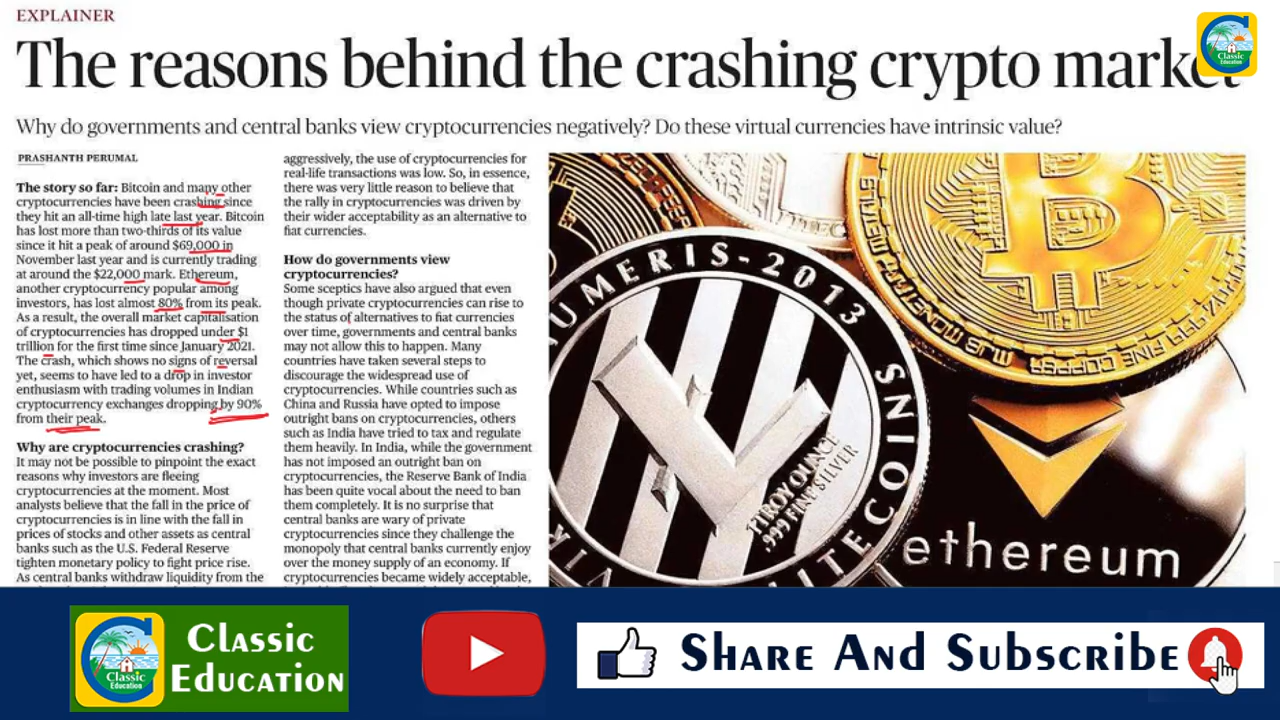 EXPLAINER
The reasons behind the crashing crypto market
Why do governments and central banks view cryptocurrencies negatively? Do these virtual currencies have intrinsic value?
PRASHANTH PERUMAL
The story so far: Bitcoin and many other
cryptocurrencies have been crashing since
they hit an all-time high late last year. Bitcoin
has lost more than two-thirds of its value
since it hit a peak of around $69,000 in
November last year and is currently trading
at around the $22,000 mark. Ethereum,
another cryptocurrency popular among
investors, has lost almost 80% from its peak.
As a result, the overall market capitalisation
of cryptocurrencies has dropped under $1
trillion for the first time since January 2021.
The crash, which shows no signs of reversal
yet, seems to have led to a drop in investor
enthusiasm with trading volumes in Indian
cryptocurrency exchanges dropping by 90%
from their peak.
Why are cryptocurrencies crashing?
It may not be possible to pinpoint the exact
reasons why investors are fleeing
cryptocurrencies at the moment. Most
analysts believe that the fall in the price of
cryptocurrencies is in line with the fall in
prices of stocks and other assets as central
banks such as the U.S. Federal Reserve
tighten monetary policy to fight price rise.
As central banks withdraw liquidity from the
aggressively, the use of cryptocurrencies for
real-life transactions was low. So, in essence,
there was very little reason to believe that
the rally in cryptocurrencies was driven by
their wider acceptability as an alternative to
fiat currencies.
How do governments view
cryptocurrencies?
Some sceptics have also argued that even
though private cryptocurrencies can rise to
the status of alternatives to fiat currencies
over time, governments and central banks
may not allow this to happen. Many
countries have taken several steps to
discourage the widespread use of
cryptocurrencies. While countries such as
China and Russia have opted to impose
outright bans on cryptocurrencies, others
such as India have tried to tax and regulate
them heavily. In India, while the government
has not imposed an outright ban on
cryptocurrencies, the Reserve Bank of India
has been quite vocal about the need to ban
them completely. It is no surprise that
central banks are wary of private
cryptocurrencies since they challenge the
monopoly that central banks currently enjoy
over the money supply of an economy. If
cryptocurrencies became widely acceptable,
UMERIS-2013
COINS
LITECOI
1 TROY OUNCE
.999 FINE SILVER
FINE COPPER
ethereum
Classic
Education
Classic
Education
Classic
Education
Share And Subscribe